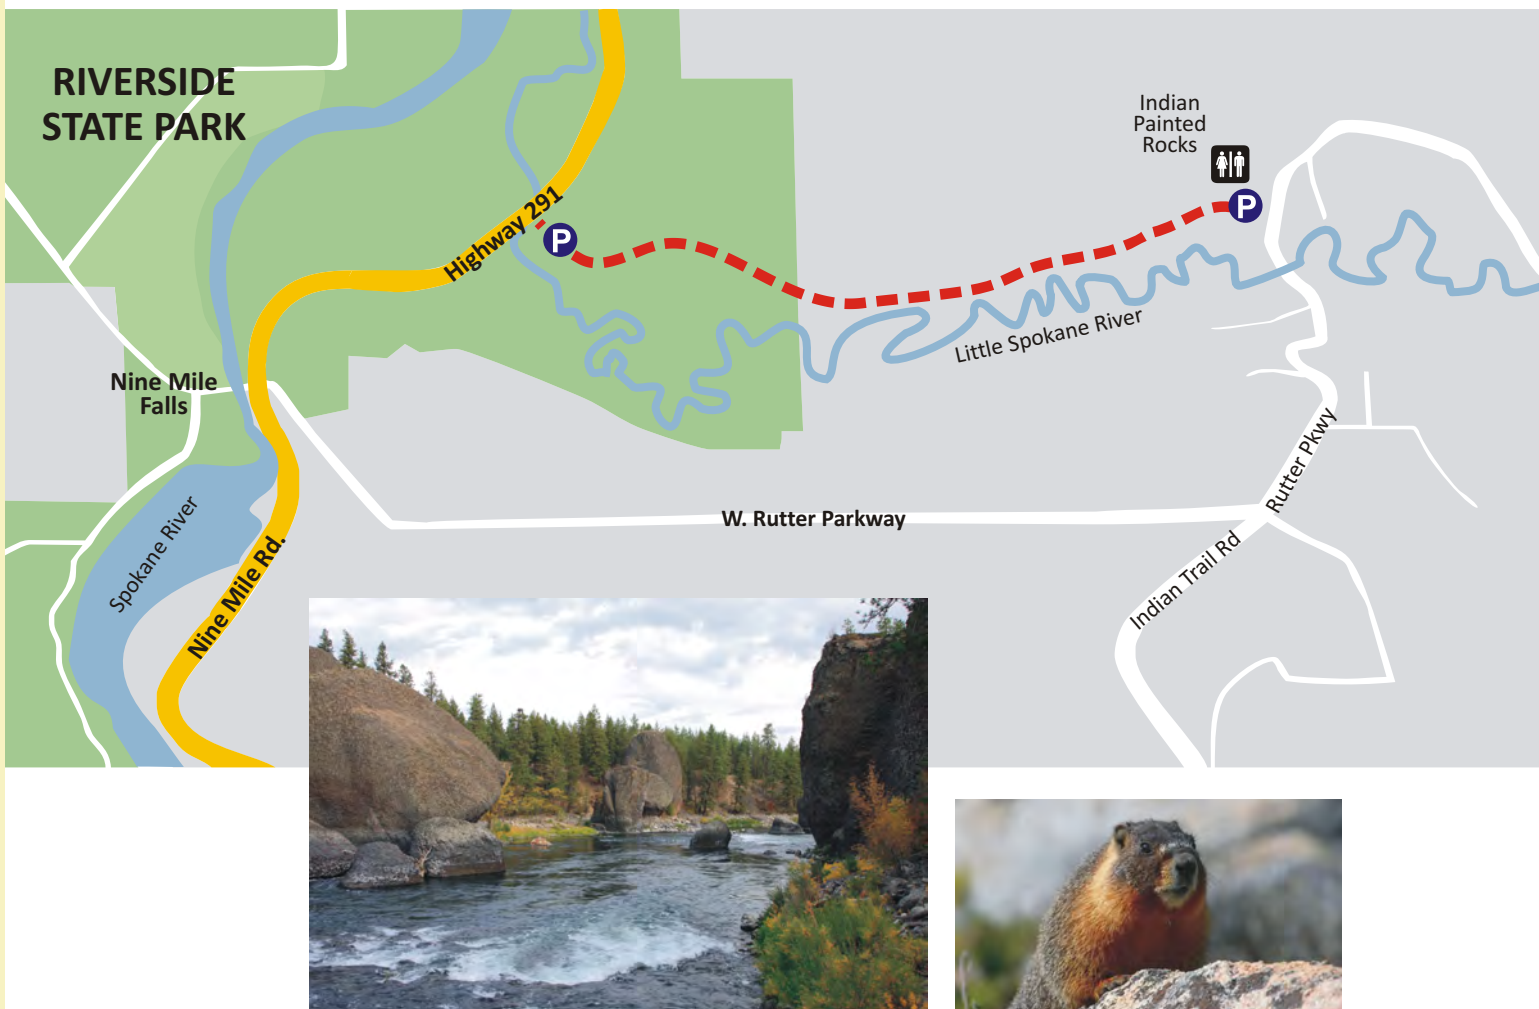 RIVERSIDE
STATE PARK
Indian
Painted
Rocks
P
Highway 291
P
Little Spokane River
Nine Mile
Falls
Rutter Pkwy
W. Rutter Parkway
Spokane River
Nine Mile Rd.
Indian Trail Rd